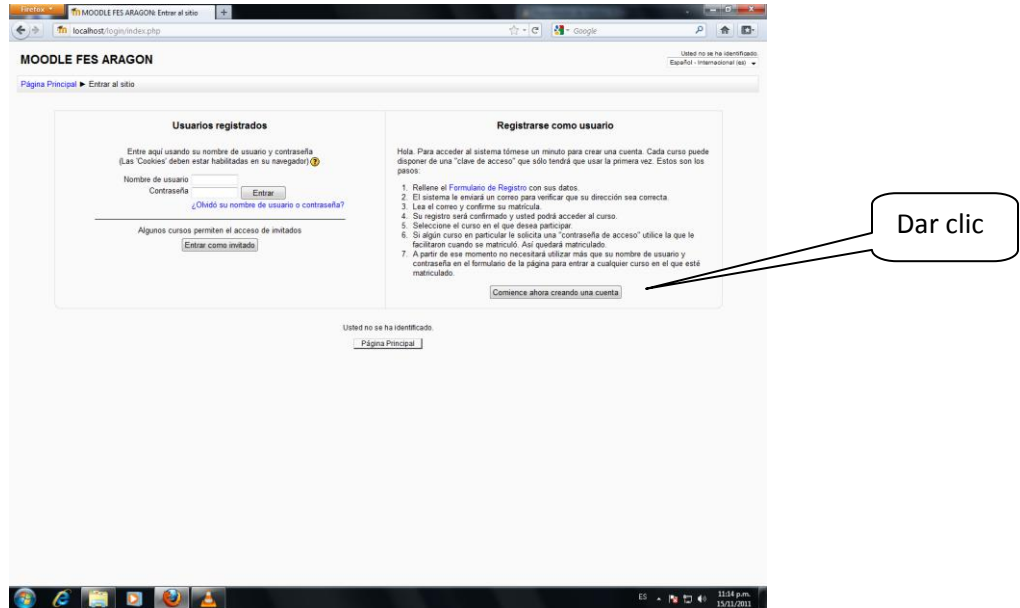 Firefox
MOODLE FES ARAGON: Entrar al sitio
localhost/login/index.php
Google
MOODLE FES ARAGON
Usted no se ha identificado.
Español - Internacional (es)
Página Principal ► Entrar al sitio
Usuarios registrados
Entre aquí usando su nombre de usuario y contraseña
(Las 'Cookies' deben estar habilitadas en su navegador)
Nombre de usuario
Contraseña
Entrar
¿Olvidó su nombre de usuario o contraseña?
Algunos cursos permiten el acceso de invitados
Entrar como invitado
Registrarse como usuario
Hola. Para acceder al sistema tómese un minuto para crear una cuenta. Cada curso puede
disponer de una "clave de acceso" que sólo tendrá que usar la primera vez. Estos son los
pasos:
1. Rellene el Formulario de Registro con sus datos.
2. El sistema le enviará un correo para verificar que su dirección sea correcta.
3. Lea el correo y confirme su matrícula.
4. Su registro será confirmado y usted podrá acceder al curso.
5. Seleccione el curso en el que desea participar.
6. Si algún curso en particular le solicita una "contraseña de acceso" utilice la que le
facilitaron cuando se matriculó. Así quedará matriculado.
7. A partir de ese momento no necesitará utilizar más que su nombre de usuario y
contraseña en el formulario de la página para entrar a cualquier curso en el que esté
matriculado.
Comience ahora creando una cuenta
Dar clic
Usted no se ha identificado.
Página Principal
ES
11:14 p.m.
15/11/2011